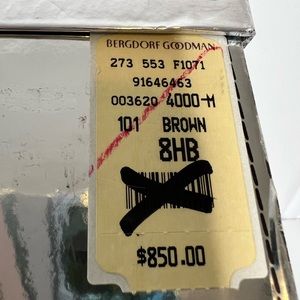 BERGDORF GOODMAN
273 553 F1071
91646463
003620 4000-M
101 BROWN
8HB
$850.00